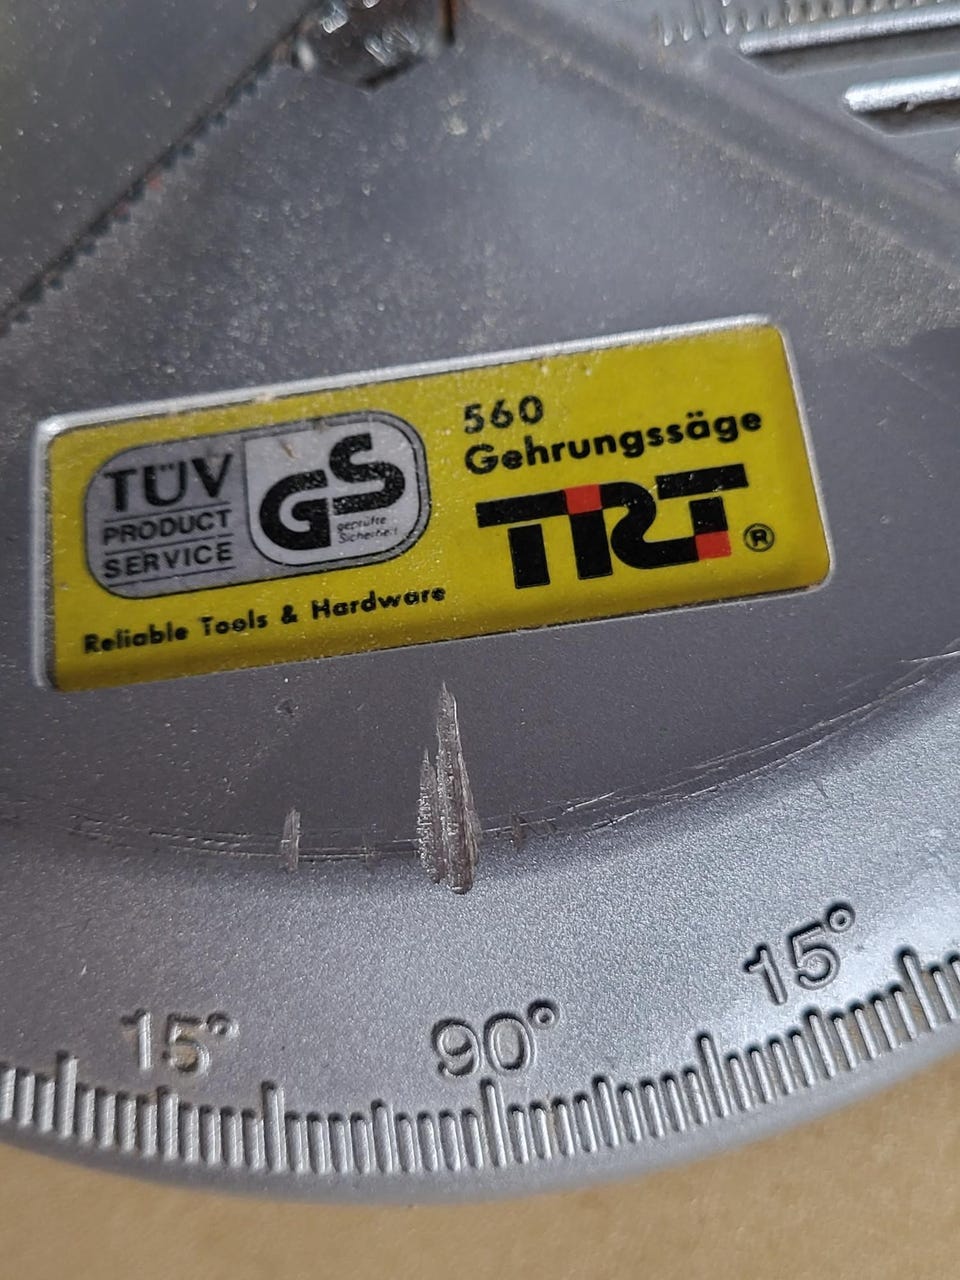 TÜV
PRODUCT
SERVICE
GS
geprüfte
Sicherheit
560
Gehrungssäge
TRT ®
Reliable Tools & Hardware
15° 90° 15°